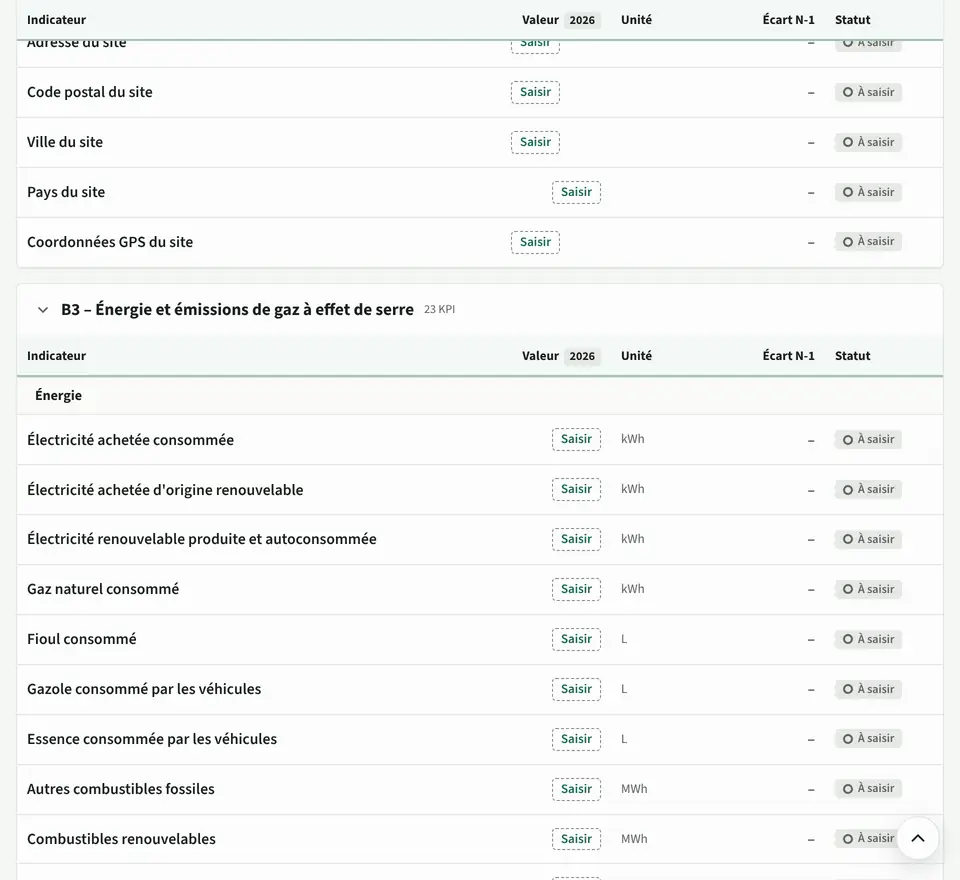 Indicateur Valeur 2026 Unité Écart N-1 Statut
Adresse du site Saisir – À saisir
Code postal du site Saisir – À saisir
Ville du site Saisir – À saisir
Pays du site Saisir – À saisir
Coordonnées GPS du site Saisir – À saisir
B3 – Énergie et émissions de gaz à effet de serre 23 KPI
Indicateur Valeur 2026 Unité Écart N-1 Statut
Énergie
Électricité achetée consommée Saisir kWh – À saisir
Électricité achetée d'origine renouvelable Saisir kWh – À saisir
Électricité renouvelable produite et autoconsommée Saisir kWh – À saisir
Gaz naturel consommé Saisir kWh – À saisir
Fioul consommé Saisir L – À saisir
Gazole consommé par les véhicules Saisir L – À saisir
Essence consommée par les véhicules Saisir L – À saisir
Autres combustibles fossiles Saisir MWh – À saisir
Combustibles renouvelables Saisir MWh – À saisir